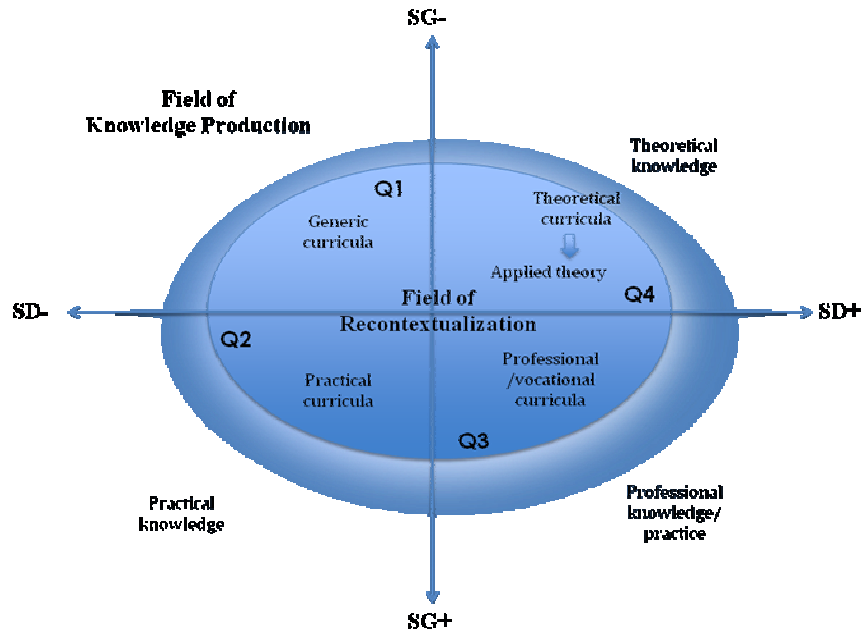 SG-
Field of
Knowledge Production
Theoretical
knowledge
Q1
Generic
curricula
Theoretical
curricula
Applied theory
Q4
Field of
Recontextualization
SD-
SD+
Q2
Practical
curricula
Professional
/vocational
curricula
Q3
Practical
knowledge
Professional
knowledge/
practice
SG+